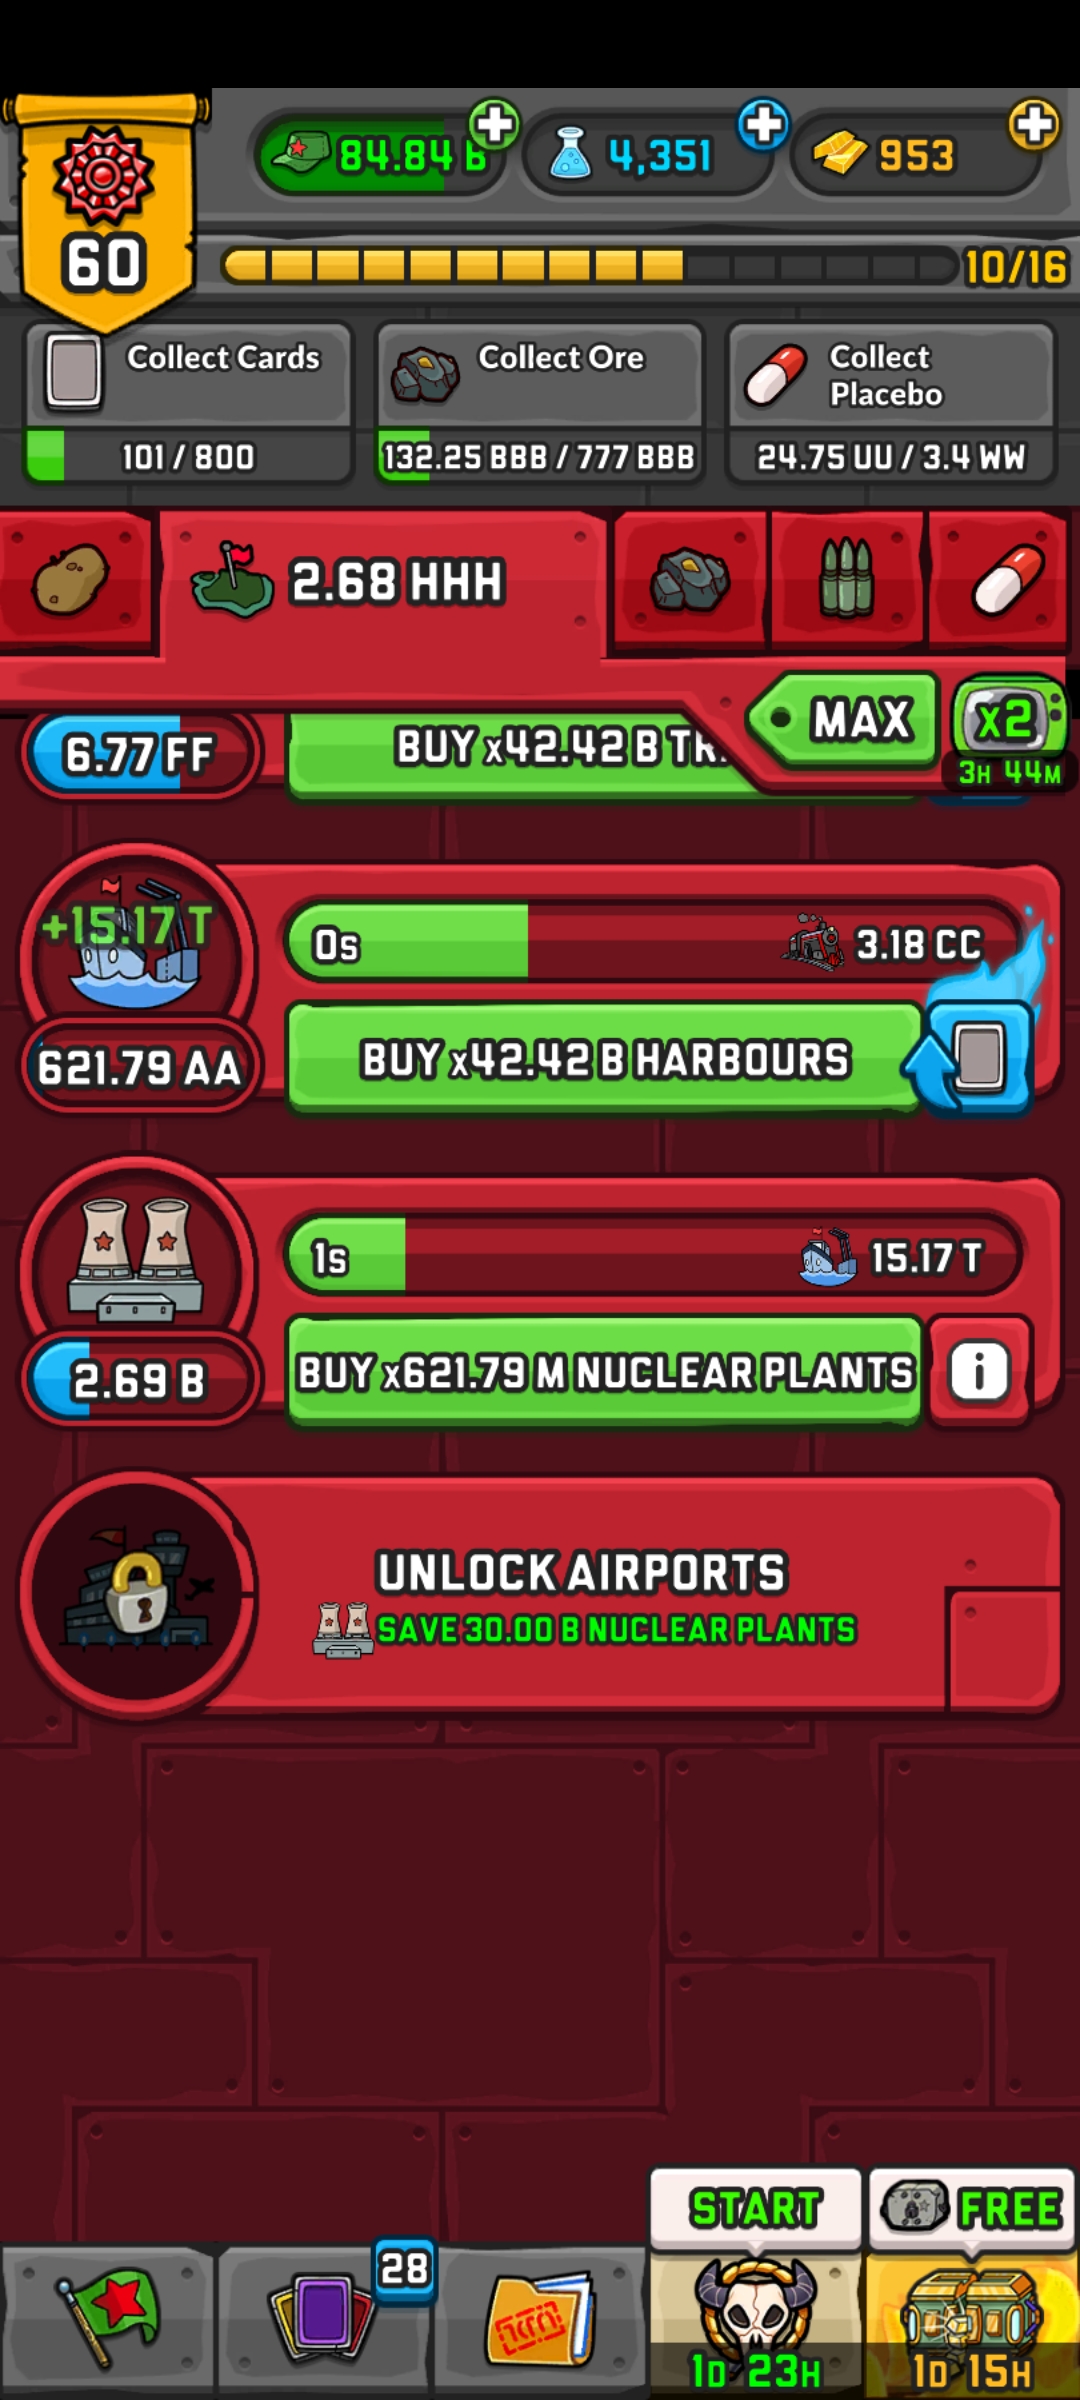 84.84 B
4,351
953
60
10/16
Collect Cards
101 / 800
Collect Ore
132.25 BBB / 777 BBB
Collect
Placebo
24.75 UU / 3.4 WW
2.68 HHH
MAX
x2
3H 44M
6.77 FF
BUY x42.42 B TR
+15.17 T
0s
3.18 CC
621.79 AA
BUY x42.42 B HARBOURS
1s
15.17 T
2.69 B
BUY x621.79 M NUCLEAR PLANTS
i
UNLOCK AIRPORTS
SAVE 30.00 B NUCLEAR PLANTS
START
FREE
28
1D 23H
1D 15H